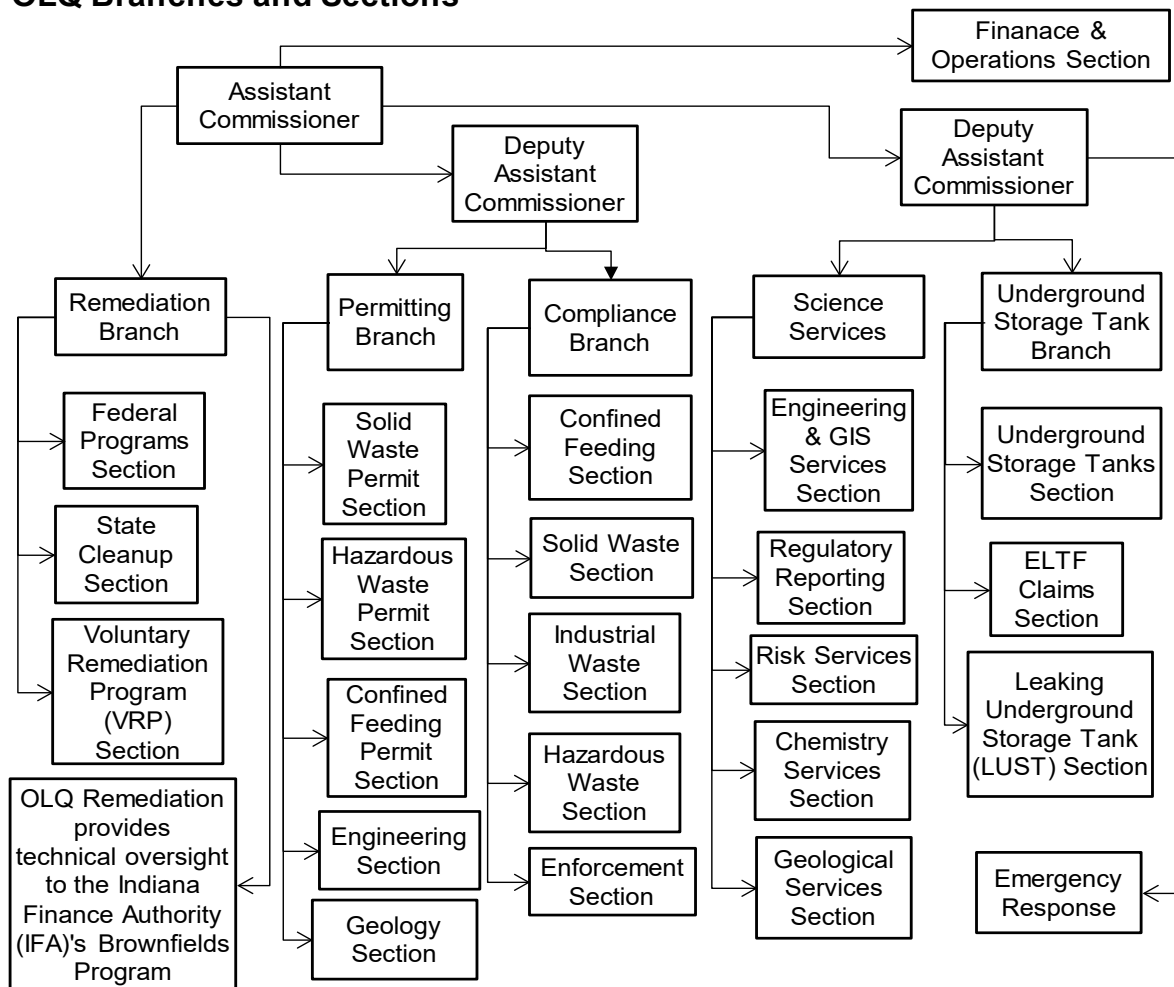 OLQ Branches and Sections
Finanace &
Operations Section
Assistant
Commissioner
Deputy
Assistant
Commissioner
Deputy
Assistant
Commissioner
Remediation
Branch
Permitting
Branch
Compliance
Branch
Science
Services
Underground
Storage Tank
Branch
Federal
Programs
Section
State
Cleanup
Section
Voluntary
Remediation
Program
(VRP)
Section
OLQ Remediation
provides
technical oversight
to the Indiana
Finance Authority
(IFA)'s Brownfields
Program
Solid
Waste
Permit
Section
Hazardous
Waste
Permit
Section
Confined
Feeding
Permit
Section
Engineering
Section
Geology
Section
Confined
Feeding
Section
Solid Waste
Section
Industrial
Waste
Section
Hazardous
Waste
Section
Enforcement
Section
Engineering
& GIS
Services
Section
Regulatory
Reporting
Section
Risk Services
Section
Chemistry
Services
Section
Geological
Services
Section
Underground
Storage Tanks
Section
ELTF
Claims
Section
Leaking
Underground
Storage Tank
(LUST) Section
Emergency
Response